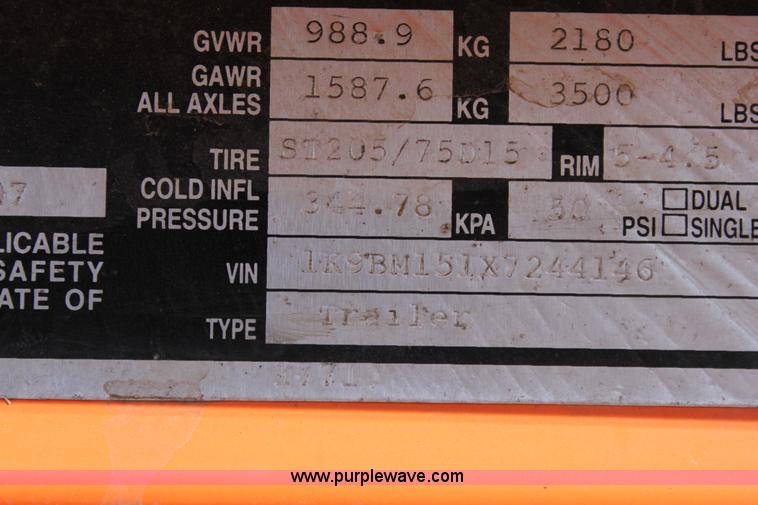 GVWR 988.9 KG 2180 LBS
GAWR
ALL AXLES 1587.6 KG 3500 LBS
TIRE ST205/75D15 RIM 5-4.5
07 COLD INFL
PRESSURE 344.78 KPA 50 PSI DUAL
SINGLE
LICABLE
SAFETY VIN 1K9BM151X7244146
ATE OF
TYPE Trailer
1771
www.purplewave.com